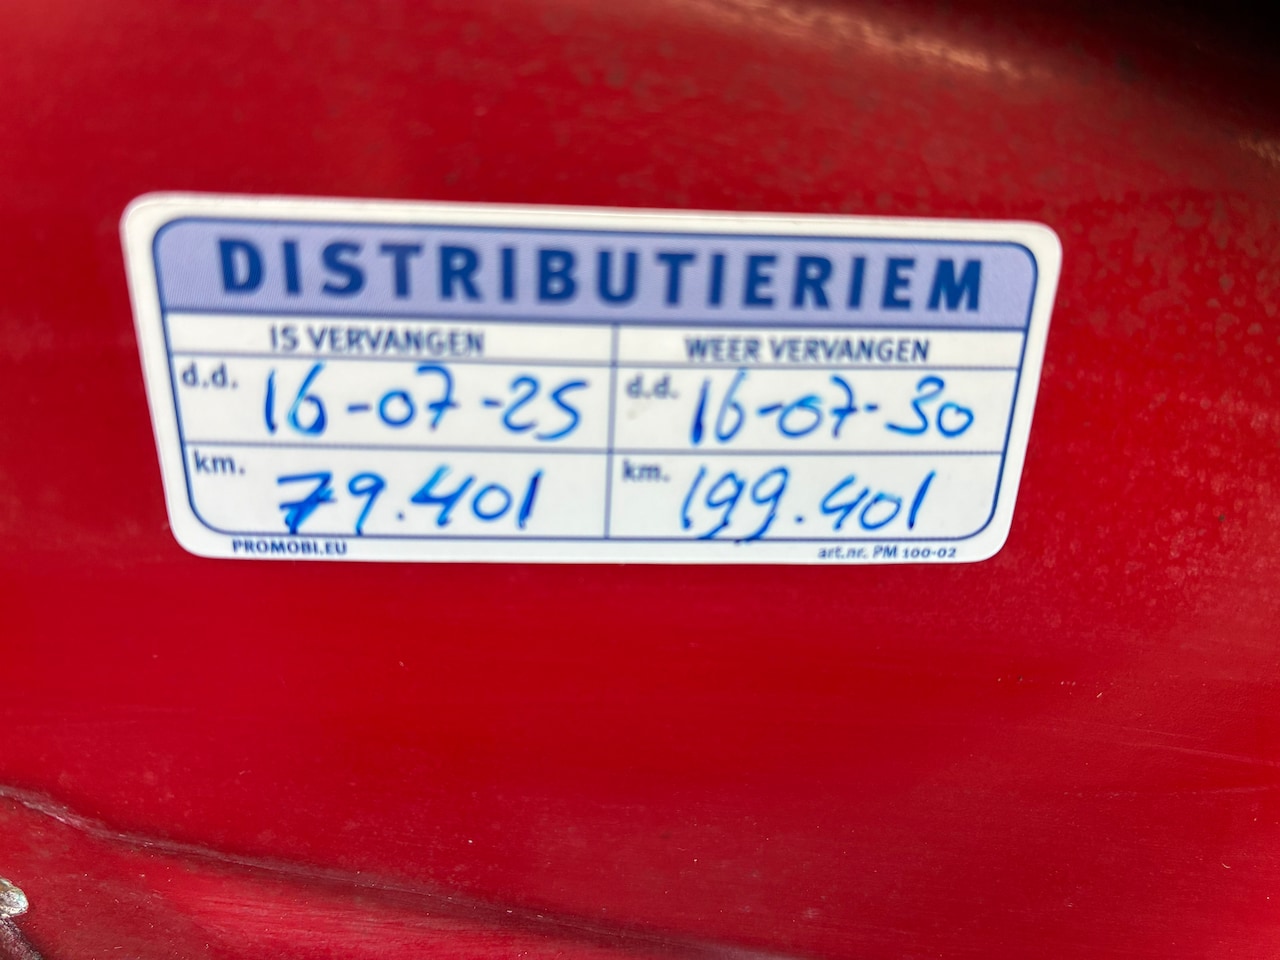 DISTRIBUTIERIEM
IS VERVANGEN WEER VERVANGEN
d.d. 16-07-25 d.d. 16-07-30
km. 79.401 km. 199.401
PROMOBI.EU art.nr. PM 100-02